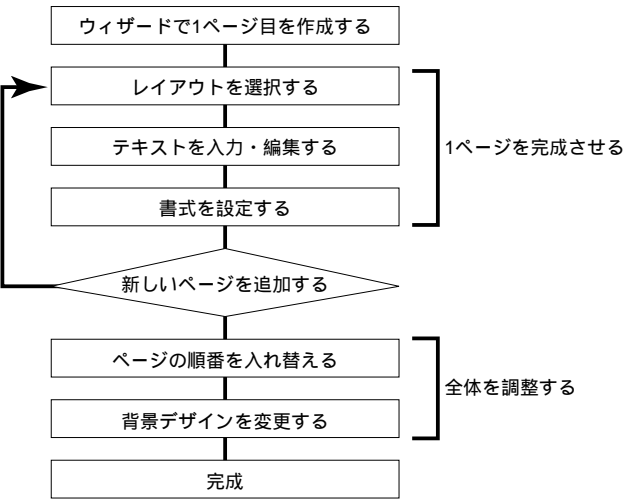 ウィザードで1ページ目を作成する
レイアウトを選択する
テキストを入力・編集する
1ページを完成させる
書式を設定する
新しいページを追加する
ページの順番を入れ替える
全体を調整する
背景デザインを変更する
完成